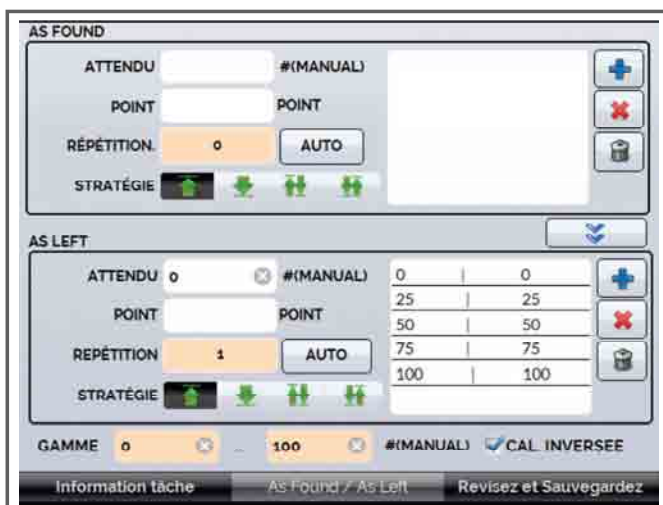 AS FOUND
ATTENDU #(MANUAL)
POINT POINT
RÉPÉTITION. 0 AUTO
STRATÉGIE
AS LEFT
ATTENDU 0 #(MANUAL)
POINT POINT
REPÉTITION 1 AUTO
STRATÉGIE
0 | 0
25 | 25
50 | 50
75 | 75
100 | 100
GAMME 0 .. 100 #(MANUAL) CAL. INVERSEE
Information tâche As Found / As Left Revisez et Sauvegardez